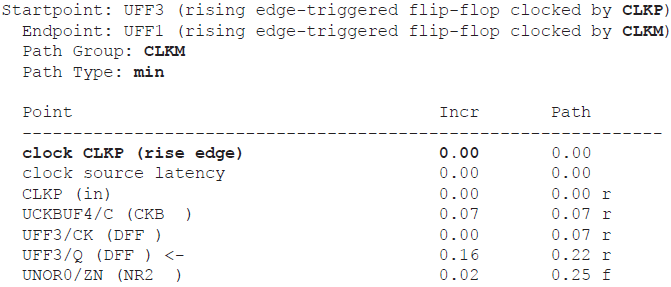 Startpoint: UFF3 (rising edge-triggered flip-flop clocked by CLKP)
Endpoint: UFF1 (rising edge-triggered flip-flop clocked by CLKM)
Path Group: CLKM
Path Type: min
Point Incr Path
---------------------------------------------------------------
clock CLKP (rise edge) 0.00 0.00
clock source latency 0.00 0.00
CLKP (in) 0.00 0.00 r
UCKBUF4/C (CKB ) 0.07 0.07 r
UFF3/CK (DFF ) 0.00 0.07 r
UFF3/Q (DFF ) <- 0.16 0.22 r
UNOR0/ZN (NR2 ) 0.02 0.25 f